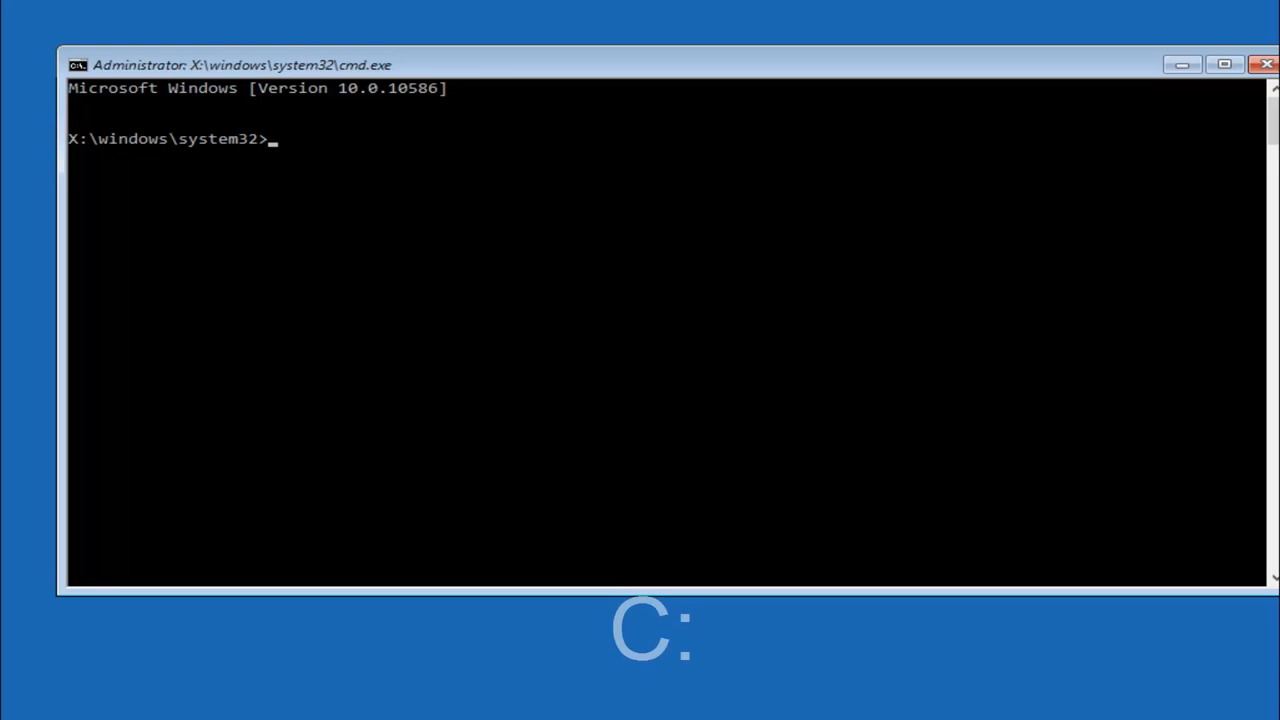 Administrator: X:\windows\system32\cmd.exe
Microsoft Windows [Version 10.0.10586]
X:\windows\system32>_
C: